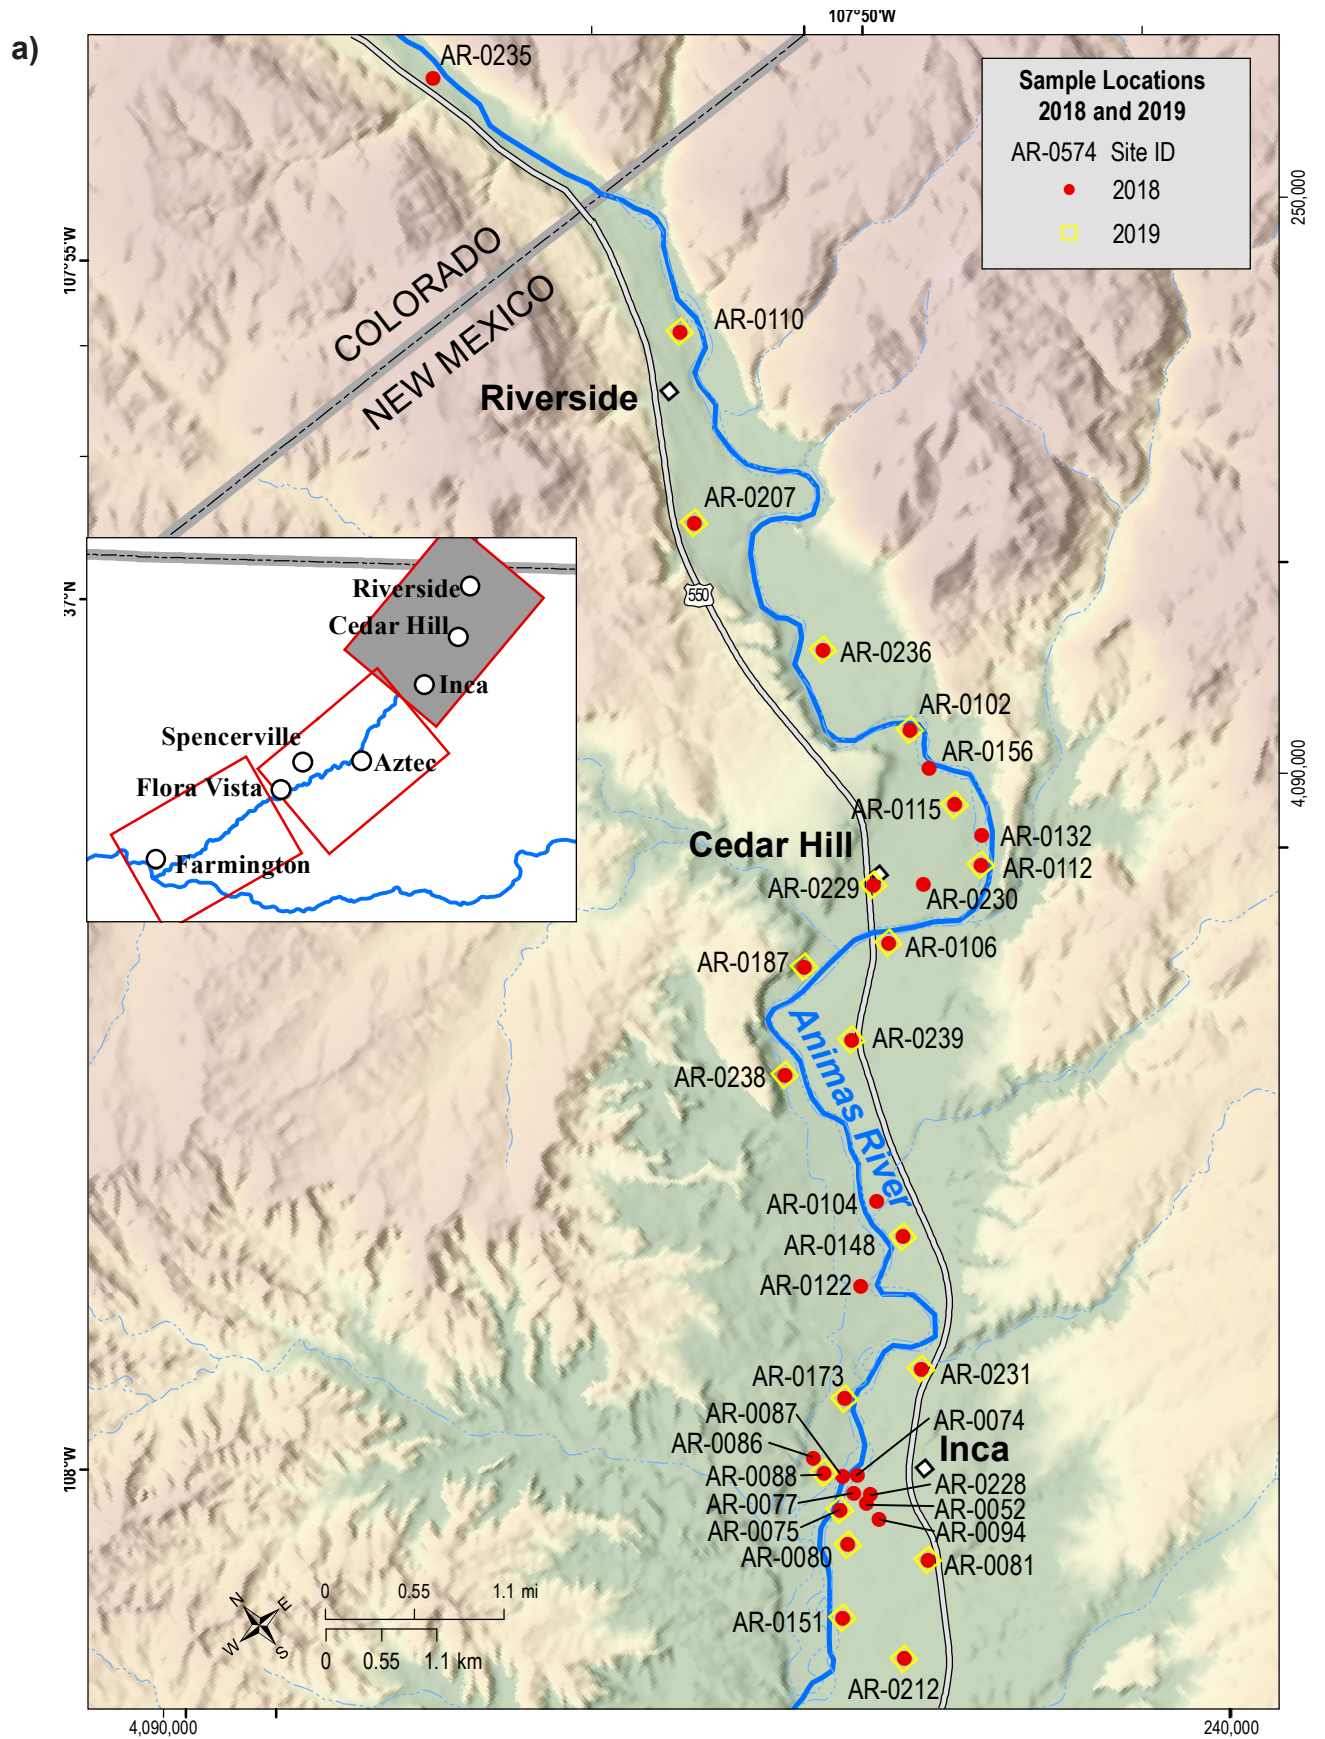 a)
107°50'W
AR-0235
Sample Locations
2018 and 2019
AR-0574 Site ID
2018
2019
250,000
107°55'W
COLORADO
NEW MEXICO
AR-0110
Riverside
AR-0207
550
37°N
Riverside
Cedar Hill
Inca
Spencerville
Aztec
Flora Vista
Farmington
AR-0236
AR-0102
AR-0156
4,090,000
AR-0115
AR-0132
Cedar Hill
AR-0112
AR-0229
AR-0230
AR-0106
AR-0187
Animas River
AR-0239
AR-0238
AR-0104
AR-0148
AR-0122
AR-0231
AR-0173
AR-0087
AR-0074
AR-0086
Inca
108°W
AR-0088
AR-0228
AR-0077
AR-0052
AR-0075
AR-0094
AR-0080
AR-0081
N
E
W
S
0 0.55 1.1 mi
0 0.55 1.1 km
AR-0151
AR-0212
4,090,000
240,000